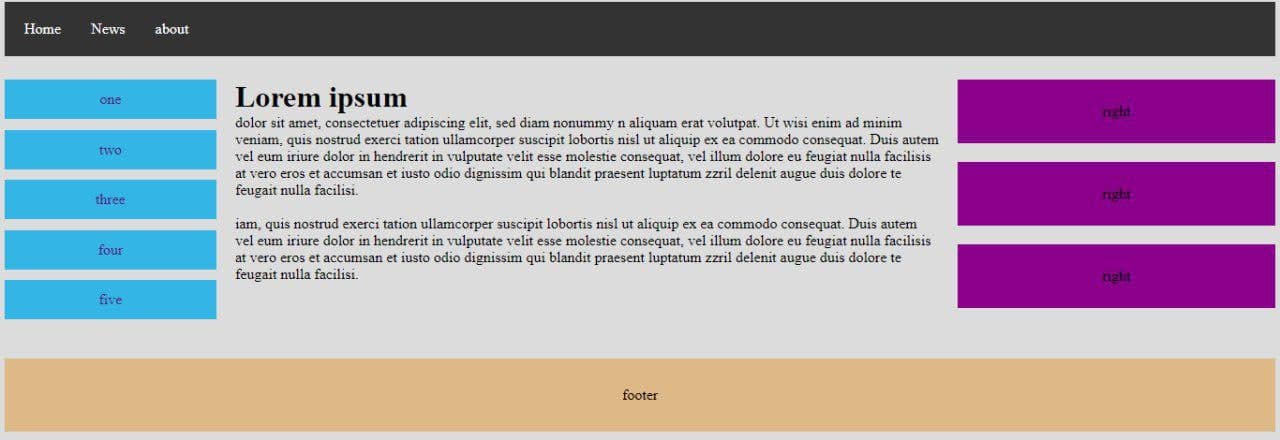 Home News about
one
two
three
four
five
Lorem ipsum
dolor sit amet, consectetuer adipiscing elit, sed diam nonummy n aliquam erat volutpat. Ut wisi enim ad minim
veniam, quis nostrud exerci tation ullamcorper suscipit lobortis nisl ut aliquip ex ea commodo consequat. Duis autem
vel eum iriure dolor in hendrerit in vulputate velit esse molestie consequat, vel illum dolore eu feugiat nulla facilisis
at vero eros et accumsan et iusto odio dignissim qui blandit praesent luptatum zzril delenit augue duis dolore te
feugait nulla facilisi.
iam, quis nostrud exerci tation ullamcorper suscipit lobortis nisl ut aliquip ex ea commodo consequat. Duis autem
vel eum iriure dolor in hendrerit in vulputate velit esse molestie consequat, vel illum dolore eu feugiat nulla facilisis
at vero eros et accumsan et iusto odio dignissim qui blandit praesent luptatum zzril delenit augue duis dolore te
feugait nulla facilisi.
right
right
right
footer